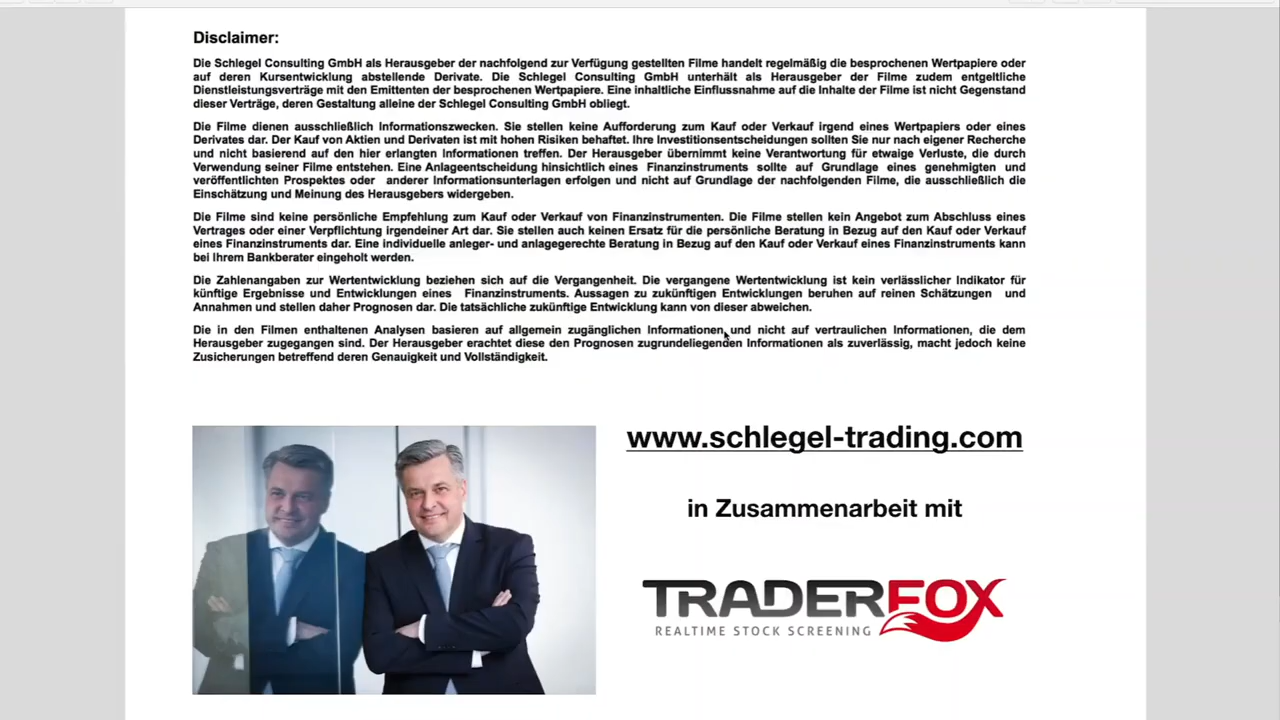 Disclaimer:
Die Schlegel Consulting GmbH als Herausgeber der nachfolgend zur Verfügung gestellten Filme handelt regelmäßig die besprochenen Wertpapiere oder
auf deren Kursentwicklung abstellende Derivate. Die Schlegel Consulting GmbH unterhält als Herausgeber der Filme zudem entgeltliche
Dienstleistungsverträge mit den Emittenten der besprochenen Wertpapiere. Eine inhaltliche Einflussnahme auf die Inhalte der Filme ist nicht Gegenstand
dieser Verträge, deren Gestaltung alleine der Schlegel Consulting GmbH obliegt.
Die Filme dienen ausschließlich Informationszwecken. Sie stellen keine Aufforderung zum Kauf oder Verkauf irgend eines Wertpapiers oder eines
Derivates dar. Der Kauf von Aktien und Derivaten ist mit hohen Risiken behaftet. Ihre Investitionsentscheidungen sollten Sie nur nach eigener Recherche
und nicht basierend auf den hier erlangten Informationen treffen. Der Herausgeber übernimmt keine Verantwortung für etwaige Verluste, die durch
Verwendung seiner Filme entstehen. Eine Anlageentscheidung hinsichtlich eines Finanzinstruments sollte auf Grundlage eines genehmigten und
veröffentlichten Prospektes oder anderer Informationsunterlagen erfolgen und nicht auf Grundlage der nachfolgenden Filme, die ausschließlich die
Einschätzung und Meinung des Herausgebers widergeben.
Die Filme sind keine persönliche Empfehlung zum Kauf oder Verkauf von Finanzinstrumenten. Die Filme stellen kein Angebot zum Abschluss eines
Vertrages oder einer Verpflichtung irgendeiner Art dar. Sie stellen auch keinen Ersatz für die persönliche Beratung in Bezug auf den Kauf oder Verkauf
eines Finanzinstruments dar. Eine individuelle anleger- und anlagegerechte Beratung in Bezug auf den Kauf oder Verkauf eines Finanzinstruments kann
bei Ihrem Bankberater eingeholt werden.
Die Zahlenangaben zur Wertentwicklung beziehen sich auf die Vergangenheit. Die vergangene Wertentwicklung ist kein verlässlicher Indikator für
künftige Ergebnisse und Entwicklungen eines Finanzinstruments. Aussagen zu zukünftigen Entwicklungen beruhen auf reinen Schätzungen und
Annahmen und stellen daher Prognosen dar. Die tatsächliche zukünftige Entwicklung kann von dieser abweichen.
Die in den Filmen enthaltenen Analysen basieren auf allgemein zugänglichen Informationen und nicht auf vertraulichen Informationen, die dem
Herausgeber zugegangen sind. Der Herausgeber erachtet diese den Prognosen zugrundeliegenden Informationen als zuverlässig, macht jedoch keine
Zusicherungen betreffend deren Genauigkeit und Vollständigkeit.
www.schlegel-trading.com
in Zusammenarbeit mit
TRADERFOX
REALTIME STOCK SCREENING